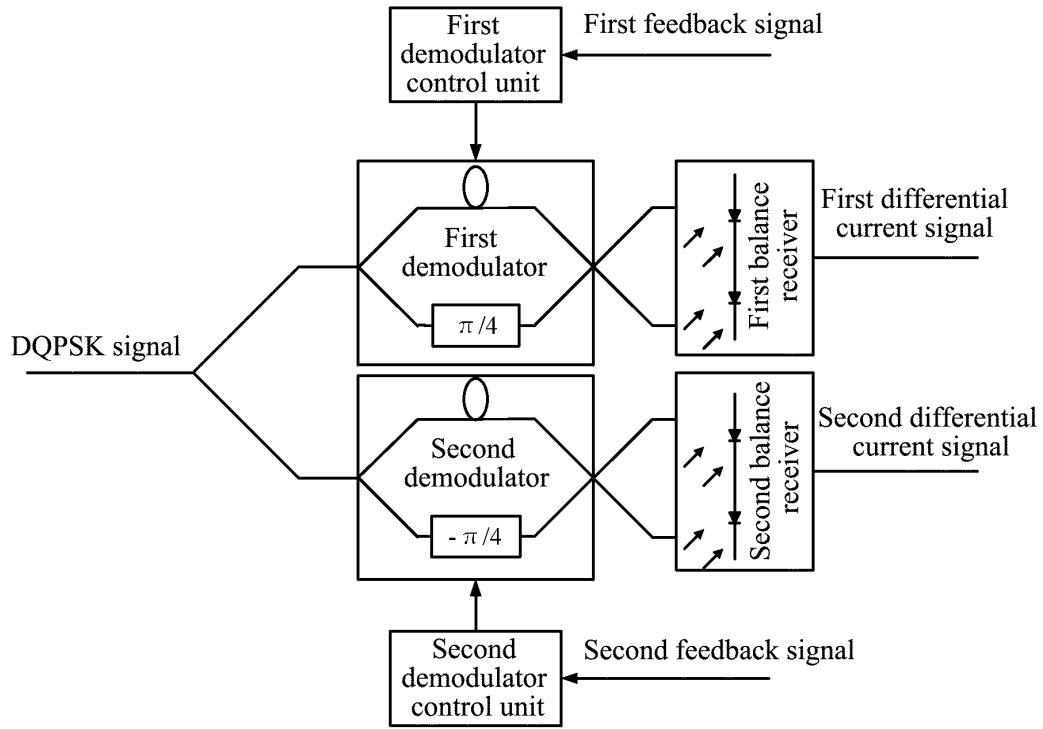 First
demodulator
control unit
First feedback signal
First
demodulator
π/4
First balance
receiver
First differential
current signal
DQPSK signal
Second
demodulator
- π/4
Second balance
receiver
Second differential
current signal
Second
demodulator
control unit
Second feedback signal